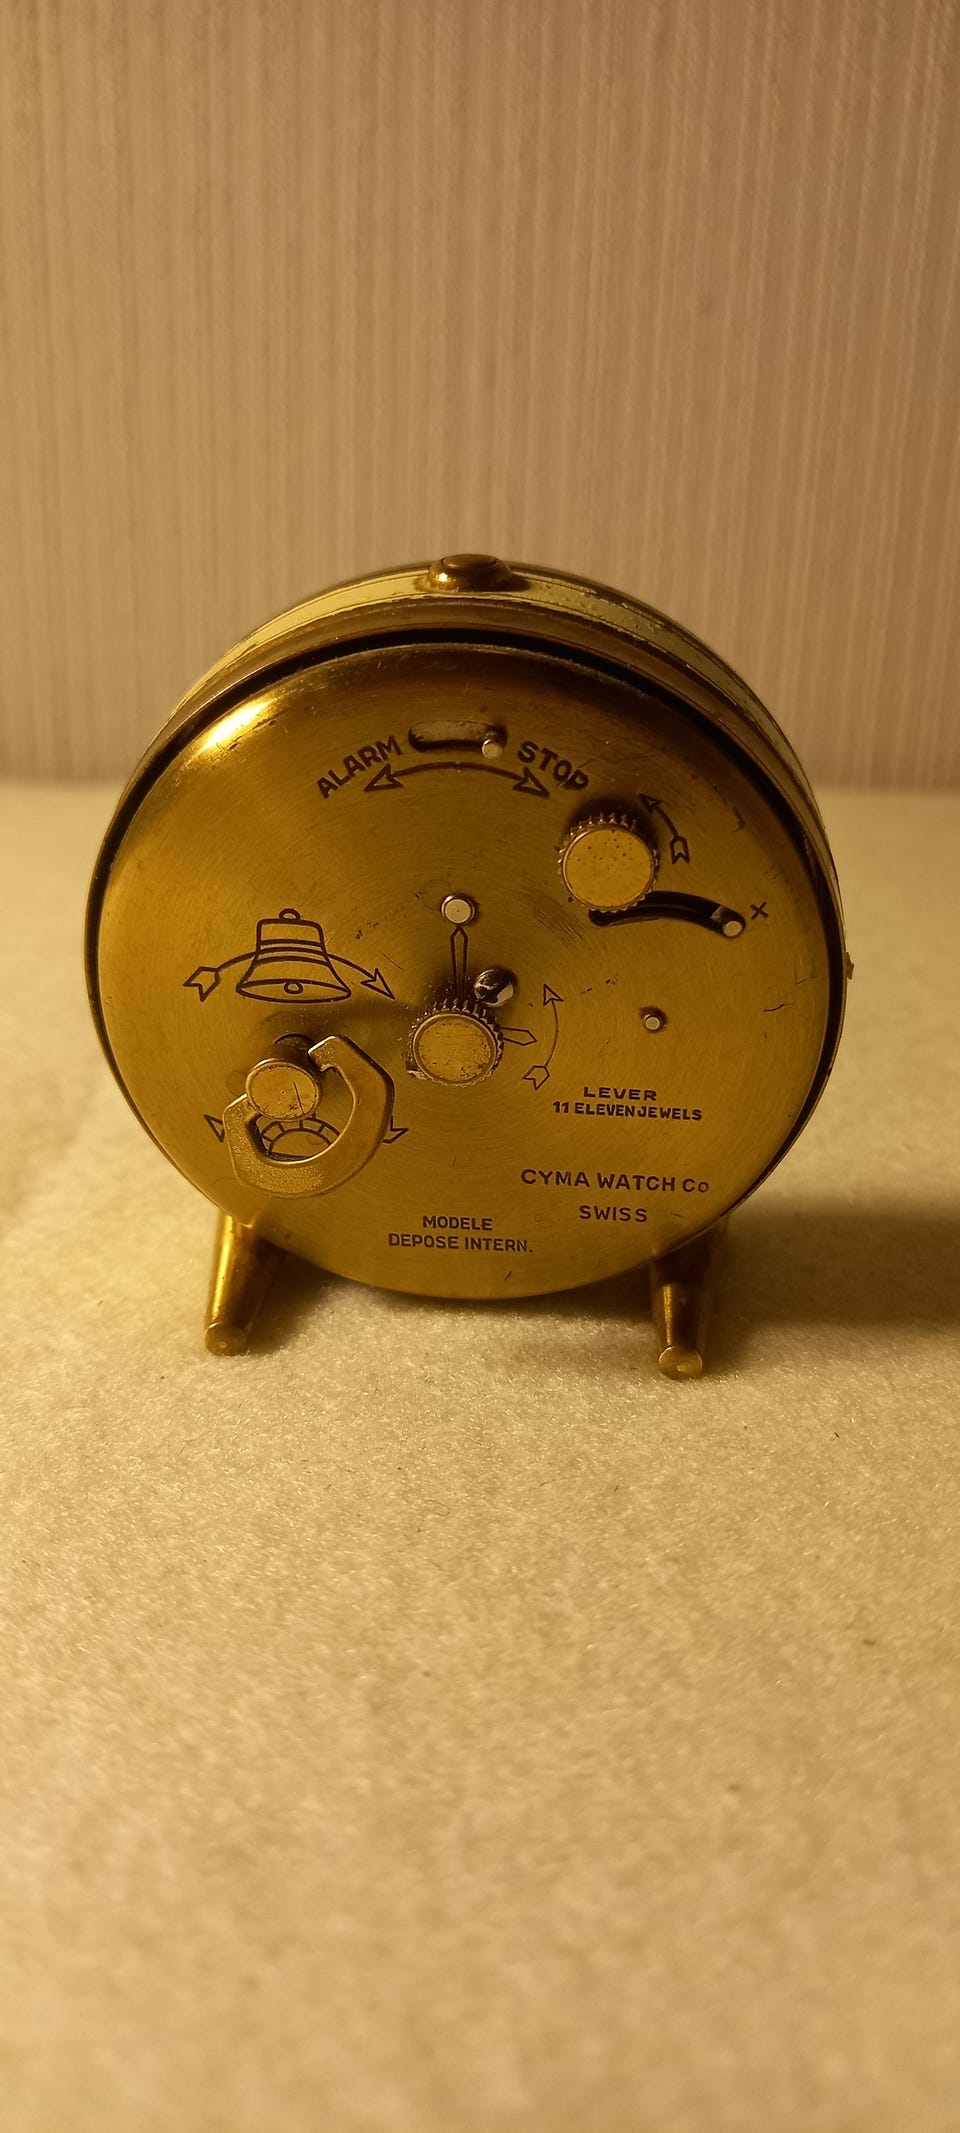 ALARM STOP
+
LEVER
11 ELEVEN JEWELS
CYMA WATCH Co
SWISS
MODELE
DEPOSE INTERN.